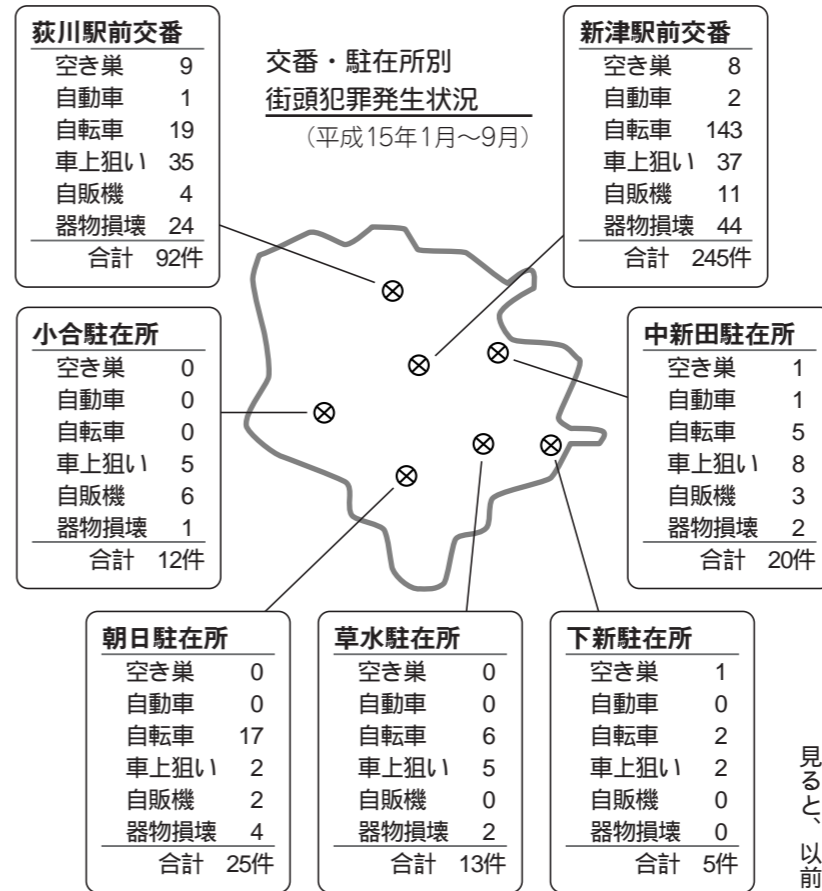 交番・駐在所別
街頭犯罪発生状況
(平成15年1月〜9月)
荻川駅前交番
空き巣 9
自動車 1
自転車 19
車上狙い 35
自販機 4
器物損壊 24
合計 92件
新津駅前交番
空き巣 8
自動車 2
自転車 143
車上狙い 37
自販機 11
器物損壊 44
合計 245件
小合駐在所
空き巣 0
自動車 0
自転車 0
車上狙い 5
自販機 6
器物損壊 1
合計 12件
中新田駐在所
空き巣 1
自動車 1
自転車 5
車上狙い 8
自販機 3
器物損壊 2
合計 20件
朝日駐在所
空き巣 0
自動車 0
自転車 17
車上狙い 2
自販機 2
器物損壊 4
合計 25件
草水駐在所
空き巣 0
自動車 0
自転車 6
車上狙い 5
自販機 0
器物損壊 2
合計 13件
下新駐在所
空き巣 1
自動車 0
自転車 2
車上狙い 2
自販機 0
器物損壊 0
合計 5件
見ると、以前